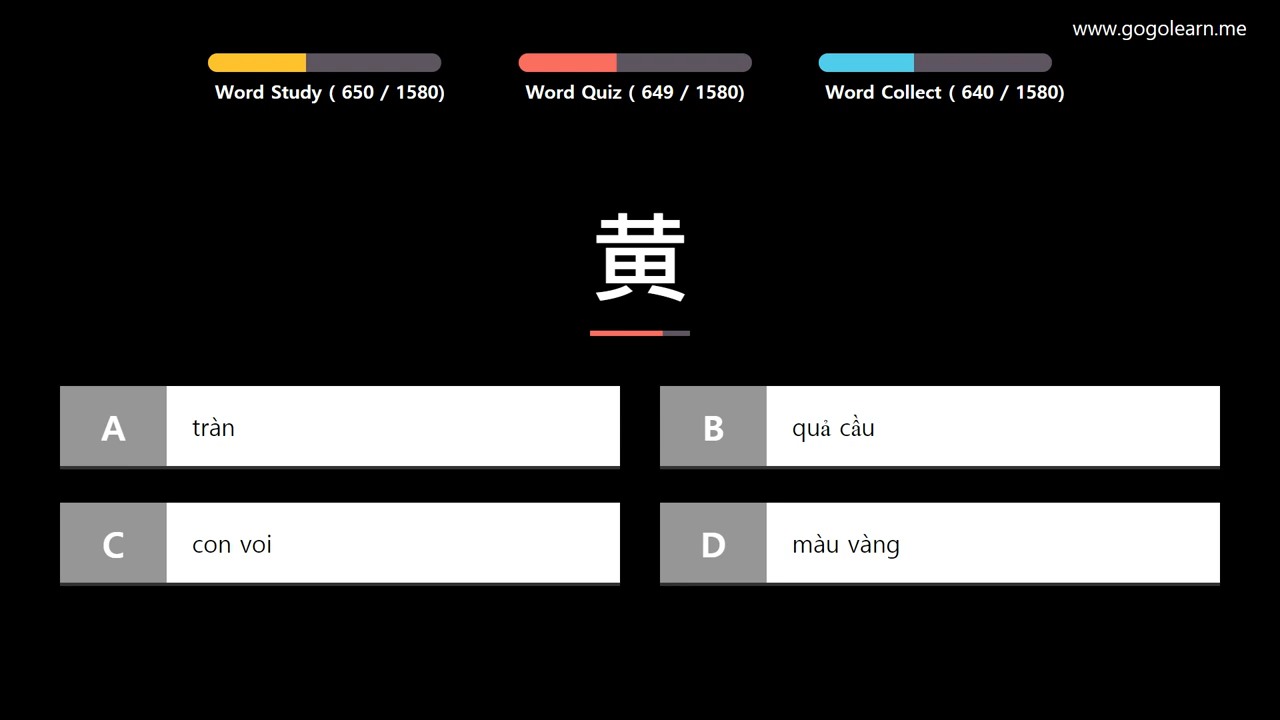 www.gogolearn.me
Word Study ( 650 / 1580)
Word Quiz ( 649 / 1580)
Word Collect ( 640 / 1580)
黄
A tràn
B quả cầu
C con voi
D màu vàng